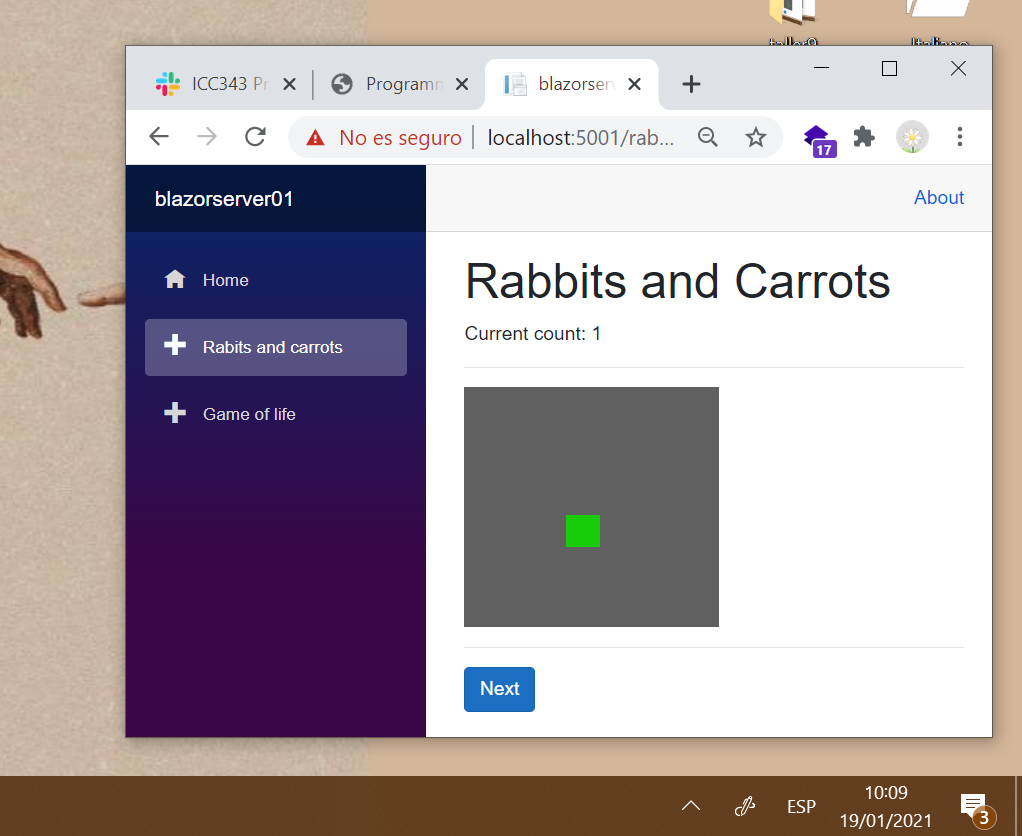 Italiano
ICC343 Pr
Programm
blazorserv
No es seguro
localhost:5001/rab...
17
blazorserver01
About
Home
Rabits and carrots
Game of life
Rabbits and Carrots
Current count: 1
Next
10:09
ESP
19/01/2021
3